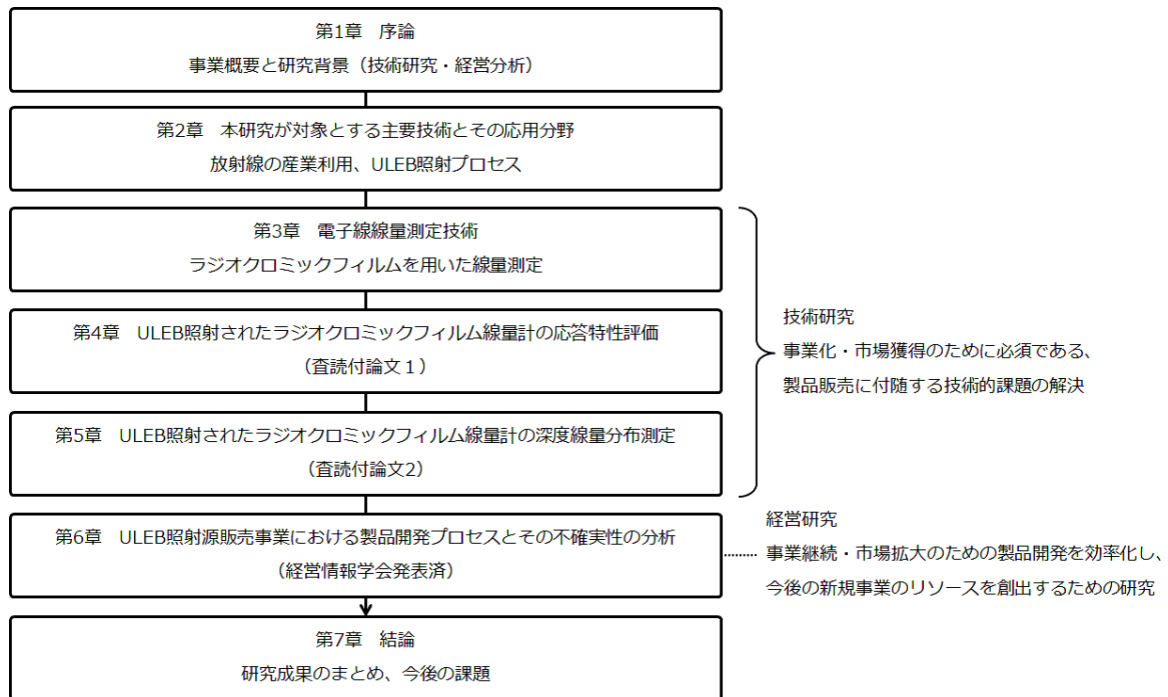 第1章　序論
事業概要と研究背景（技術研究・経営分析）
第2章　本研究が対象とする主要技術とその応用分野
放射線の産業利用、ULEB照射プロセス
第3章　電子線線量測定技術
ラジオクロミックフィルムを用いた線量測定
第4章　ULEB照射されたラジオクロミックフィルム線量計の応答特性評価
（査読付論文１）
第5章　ULEB照射されたラジオクロミックフィルム線量計の深度線量分布測定
（査読付論文2）
技術研究
事業化・市場獲得のために必須である、
製品販売に付随する技術的課題の解決
第6章　ULEB照射源販売事業における製品開発プロセスとその不確実性の分析
（経営情報学会発表済）
経営研究
事業継続・市場拡大のための製品開発を効率化し、
今後の新規事業のリソースを創出するための研究
第7章　結論
研究成果のまとめ、今後の課題